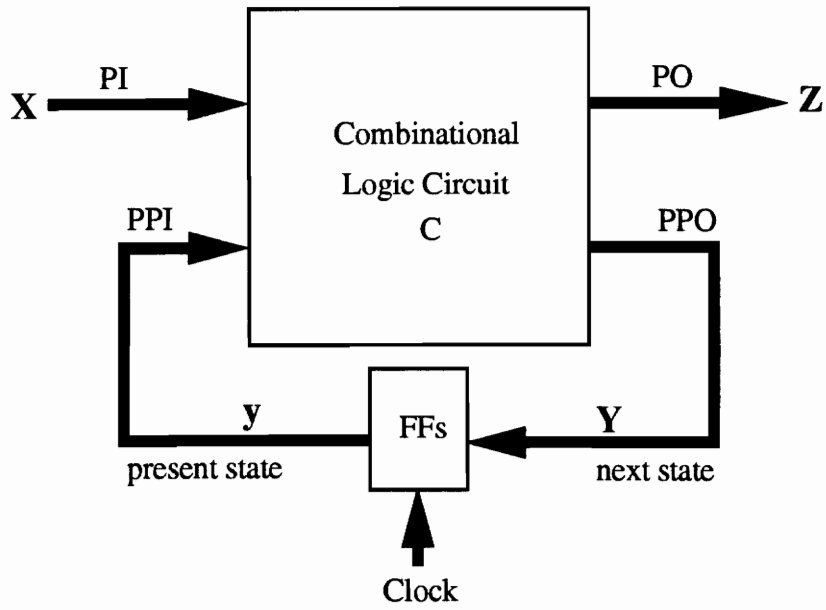 PI
PO
X
Z
Combinational
Logic Circuit
C
PPI
PPO
y
FFs
Y
present state
next state
Clock